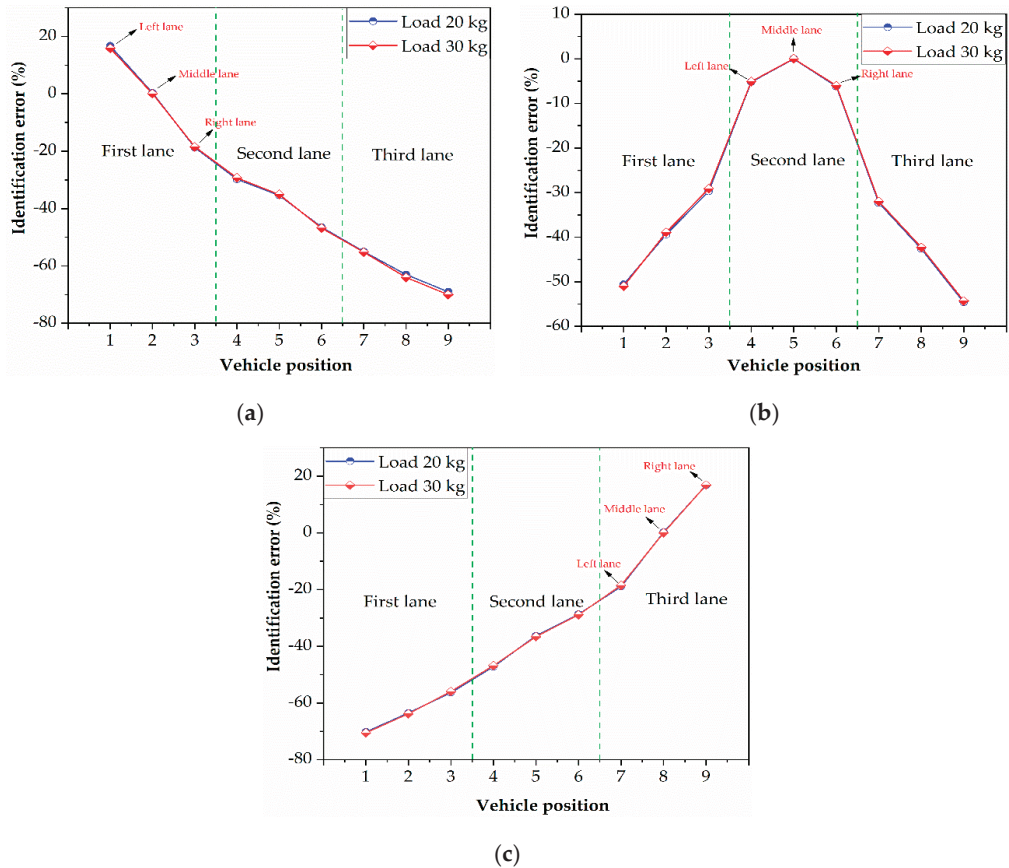 Load 20 kg
Load 30 kg
Left lane
Middle lane
Right lane
First lane
Second lane
Third lane
Identification error (%)
20
0
-20
-40
-60
-80
1 2 3 4 5 6 7 8 9
Vehicle position
(a)
Load 20 kg
Load 30 kg
Middle lane
Left lane
Right lane
First lane
Second lane
Third lane
Identification error (%)
10
0
-10
-20
-30
-40
-50
-60
1 2 3 4 5 6 7 8 9
Vehicle position
(b)
Load 20 kg
Load 30 kg
Right lane
Middle lane
Left lane
First lane
Second lane
Third lane
Identification error (%)
20
0
-20
-40
-60
-80
1 2 3 4 5 6 7 8 9
Vehicle position
(c)